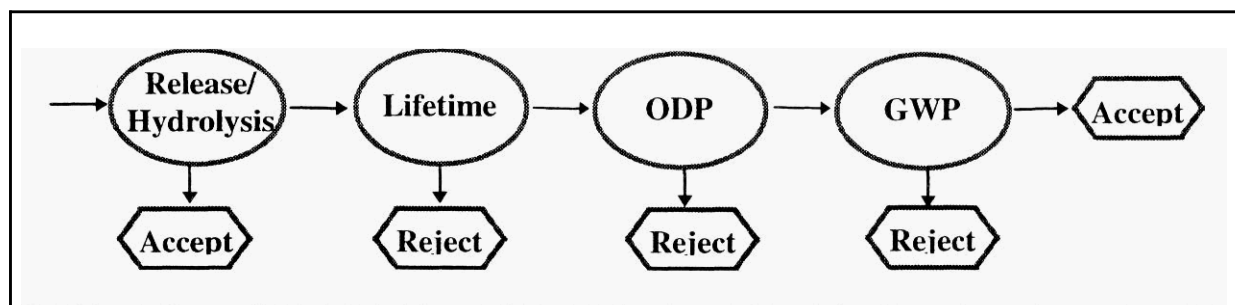 Release/
Hydrolysis
Lifetime
ODP
GWP
Accept
Accept
Reject
Reject
Reject